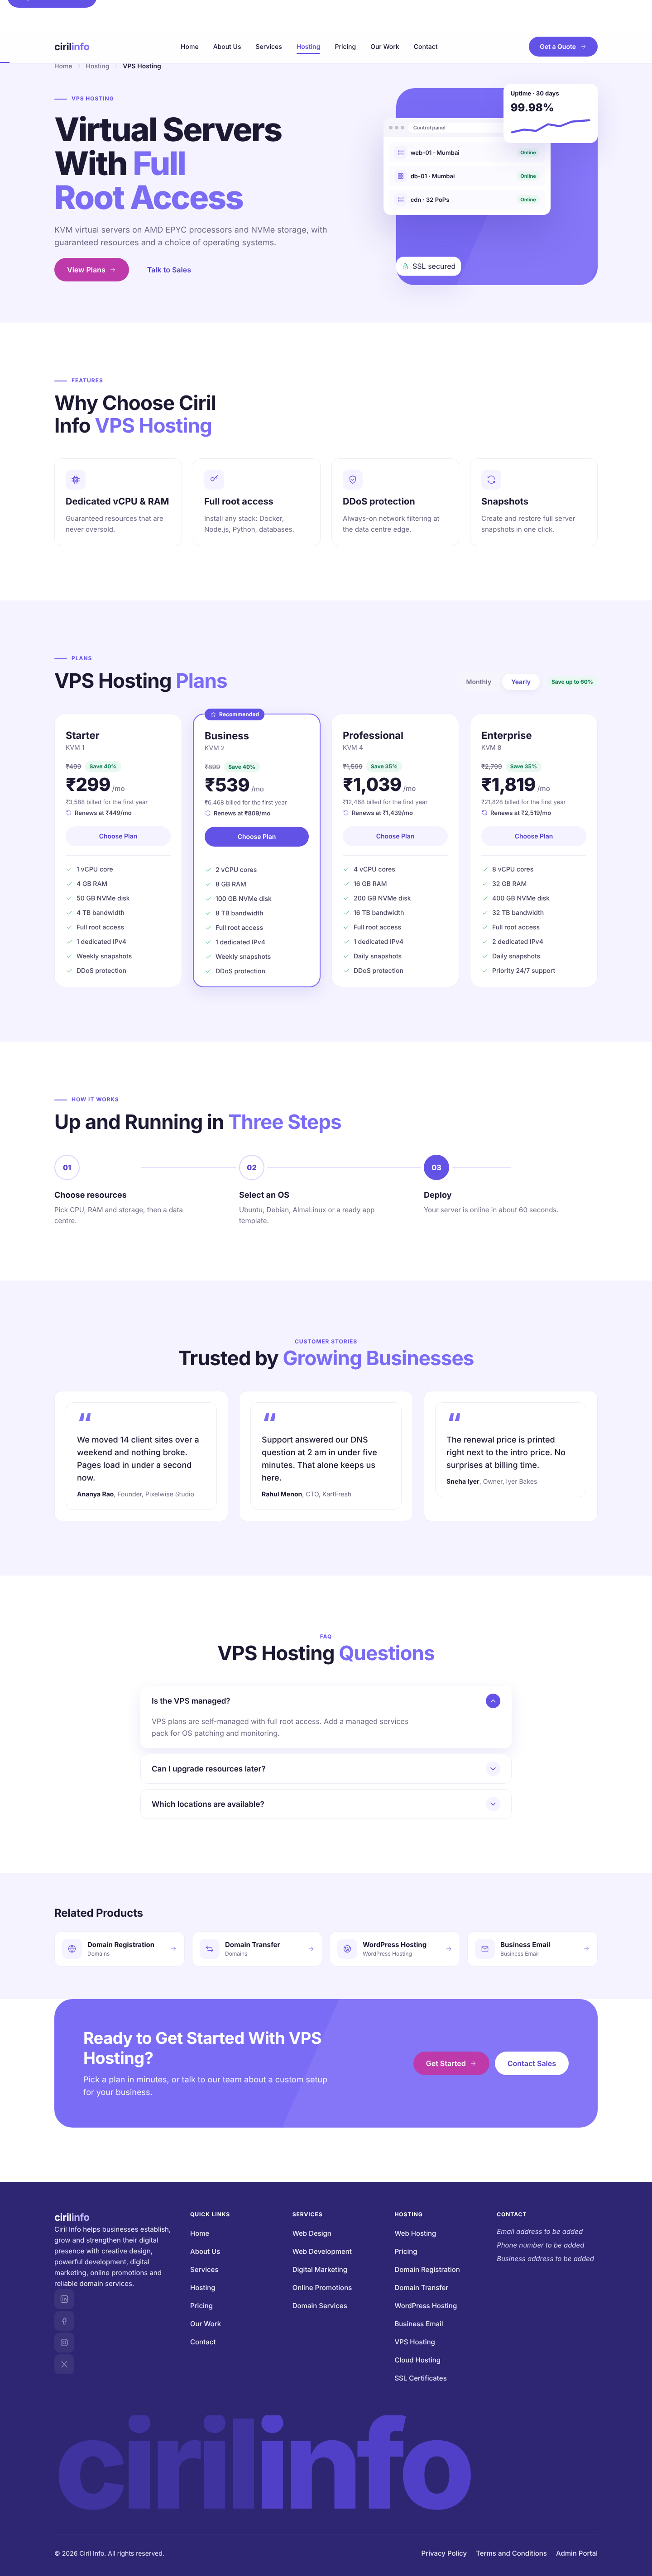 cirilinfo
Home
About Us
Services
Hosting
Pricing
Our Work
Contact
Get a Quote
Home
Hosting
VPS Hosting
VPS HOSTING
Virtual Servers
With Full
Root Access
KVM virtual servers on AMD EPYC processors and NVMe storage, with
guaranteed resources and a choice of operating systems.
View Plans
Talk to Sales
Uptime · 30 days
99.98%
Control panel
web-01 · Mumbai
Online
db-01 · Mumbai
Online
cdn · 32 PoPs
Online
SSL secured
FEATURES
Why Choose Ciril
Info VPS Hosting
Dedicated vCPU & RAM
Guaranteed resources that are
never oversold.
Full root access
Install any stack: Docker,
Node.js, Python, databases.
DDoS protection
Always-on network filtering at
the data centre edge.
Snapshots
Create and restore full server
snapshots in one click.
PLANS
VPS Hosting Plans
Monthly
Yearly
Save up to 60%
Starter
KVM 1
₹499
Save 40%
₹299 /mo
₹3,588 billed for the first year
Renews at ₹449/mo
Choose Plan
1 vCPU core
4 GB RAM
50 GB NVMe disk
4 TB bandwidth
Full root access
1 dedicated IPv4
Weekly snapshots
DDoS protection
Recommended
Business
KVM 2
₹899
Save 40%
₹539 /mo
₹6,468 billed for the first year
Renews at ₹809/mo
Choose Plan
2 vCPU cores
8 GB RAM
100 GB NVMe disk
8 TB bandwidth
Full root access
1 dedicated IPv4
Weekly snapshots
DDoS protection
Professional
KVM 4
₹1,599
Save 35%
₹1,039 /mo
₹12,468 billed for the first year
Renews at ₹1,439/mo
Choose Plan
4 vCPU cores
16 GB RAM
200 GB NVMe disk
16 TB bandwidth
Full root access
1 dedicated IPv4
Daily snapshots
DDoS protection
Enterprise
KVM 8
₹2,799
Save 35%
₹1,819 /mo
₹21,828 billed for the first year
Renews at ₹2,519/mo
Choose Plan
8 vCPU cores
32 GB RAM
400 GB NVMe disk
32 TB bandwidth
Full root access
2 dedicated IPv4
Daily snapshots
Priority 24/7 support
HOW IT WORKS
Up and Running in Three Steps
01
Choose resources
Pick CPU, RAM and storage, then a data
centre.
02
Select an OS
Ubuntu, Debian, AlmaLinux or a ready app
template.
03
Deploy
Your server is online in about 60 seconds.
CUSTOMER STORIES
Trusted by Growing Businesses
“
We moved 14 client sites over a
weekend and nothing broke.
Pages load in under a second
now.
Ananya Rao, Founder, Pixelwise Studio
“
Support answered our DNS
question at 2 am in under five
minutes. That alone keeps us
here.
Rahul Menon, CTO, KartFresh
“
The renewal price is printed
right next to the intro price. No
surprises at billing time.
Sneha Iyer, Owner, Iyer Bakes
FAQ
VPS Hosting Questions
Is the VPS managed?
VPS plans are self-managed with full root access. Add a managed services
pack for OS patching and monitoring.
Can I upgrade resources later?
Which locations are available?
Related Products
Domain Registration
Domains
Domain Transfer
Domains
WordPress Hosting
WordPress Hosting
Business Email
Business Email
Ready to Get Started With VPS
Hosting?
Pick a plan in minutes, or talk to our team about a custom setup
for your business.
Get Started
Contact Sales
cirilinfo
Ciril Info helps businesses establish,
grow and strengthen their digital
presence with creative design,
powerful development, digital
marketing, online promotions and
reliable domain services.
QUICK LINKS
Home
About Us
Services
Hosting
Pricing
Our Work
Contact
SERVICES
Web Design
Web Development
Digital Marketing
Online Promotions
Domain Services
HOSTING
Web Hosting
Pricing
Domain Registration
Domain Transfer
WordPress Hosting
Business Email
VPS Hosting
Cloud Hosting
SSL Certificates
CONTACT
Email address to be added
Phone number to be added
Business address to be added
cirilinfo
© 2026 Ciril Info. All rights reserved.
Privacy Policy
Terms and Conditions
Admin Portal